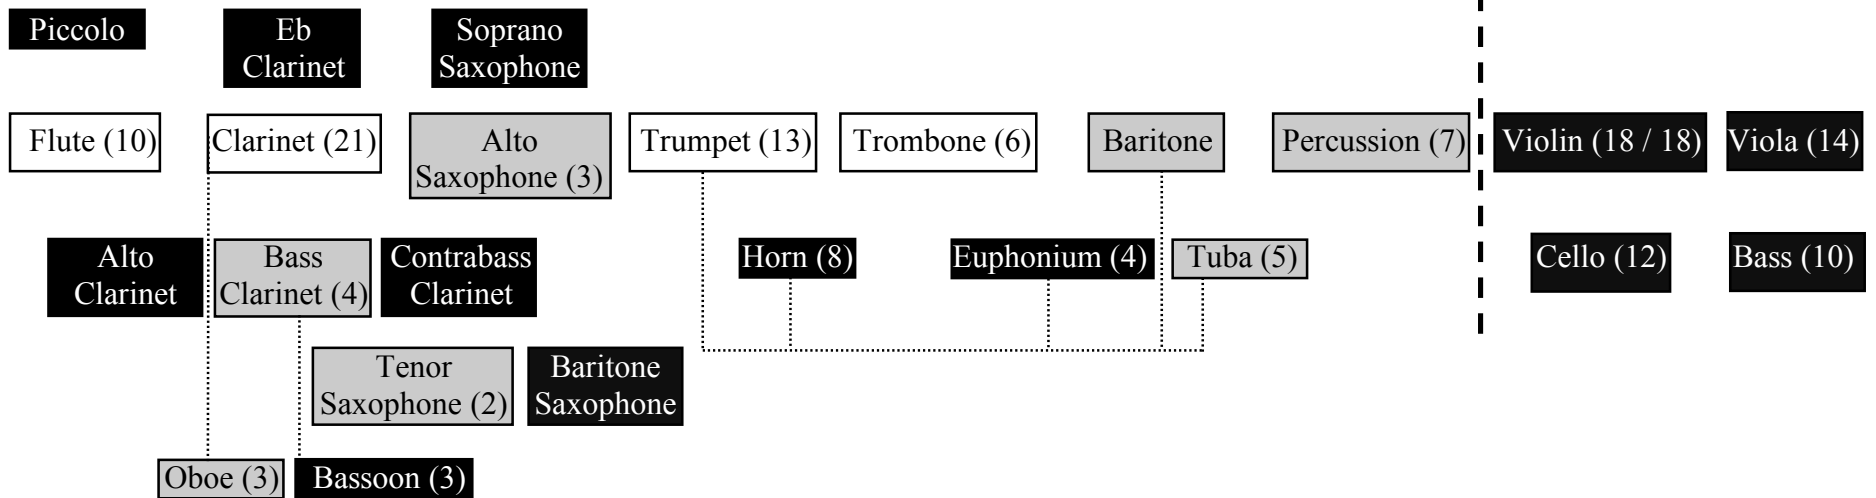 Piccolo
Eb
Clarinet
Soprano
Saxophone
Flute (10)
Clarinet (21)
Alto
Saxophone (3)
Trumpet (13)
Trombone (6)
Baritone
Percussion (7)
Violin (18 / 18)
Viola (14)
Alto
Clarinet
Bass
Clarinet (4)
Contrabass
Clarinet
Horn (8)
Euphonium (4)
Tuba (5)
Cello (12)
Bass (10)
Tenor
Saxophone (2)
Baritone
Saxophone
Oboe (3)
Bassoon (3)